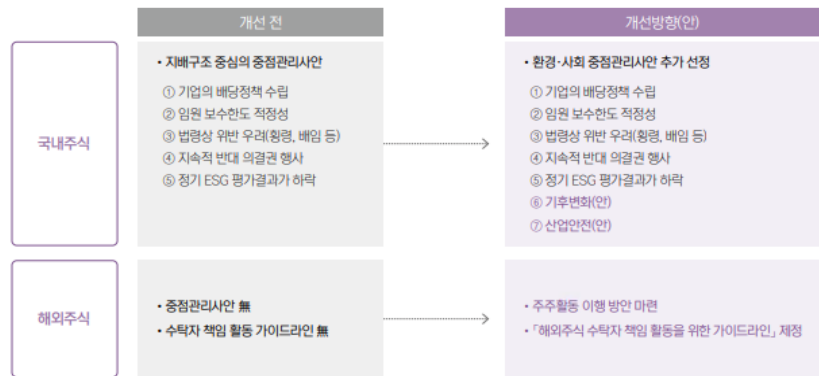 개선 전
개선방향(안)
국내주식
• 지배구조 중심의 중점관리사안
① 기업의 배당정책 수립
② 임원 보수한도 적정성
③ 법령상 위반 우려(횡령, 배임 등)
④ 지속적 반대 의결권 행사
⑤ 정기 ESG 평가결과가 하락
• 환경·사회 중점관리사안 추가 선정
① 기업의 배당정책 수립
② 임원 보수한도 적정성
③ 법령상 위반 우려(횡령, 배임 등)
④ 지속적 반대 의결권 행사
⑤ 정기 ESG 평가결과가 하락
⑥ 기후변화(안)
⑦ 산업안전(안)
해외주식
• 중점관리사안 無
• 수탁자 책임 활동 가이드라인 無
• 주주활동 이행 방안 마련
• 「해외주식 수탁자 책임 활동을 위한 가이드라인」 제정